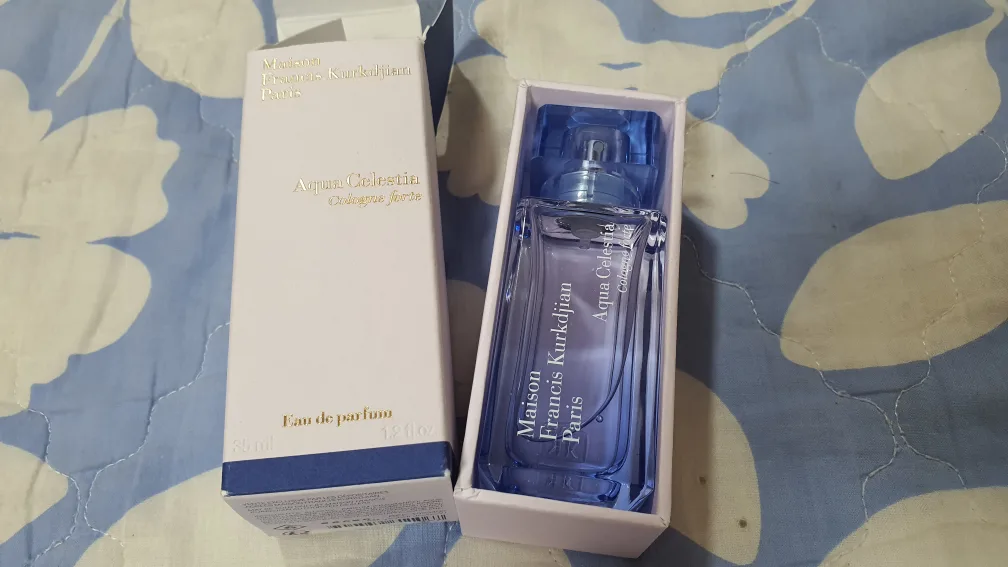 Maison
Francis Kurkdjian
Paris
Aqua Celestia
Cologne forte
Eau de parfum
35 ml 1.2 fl oz
Aqua Celestia
Cologne forte
Maison
Francis Kurkdjian
Paris